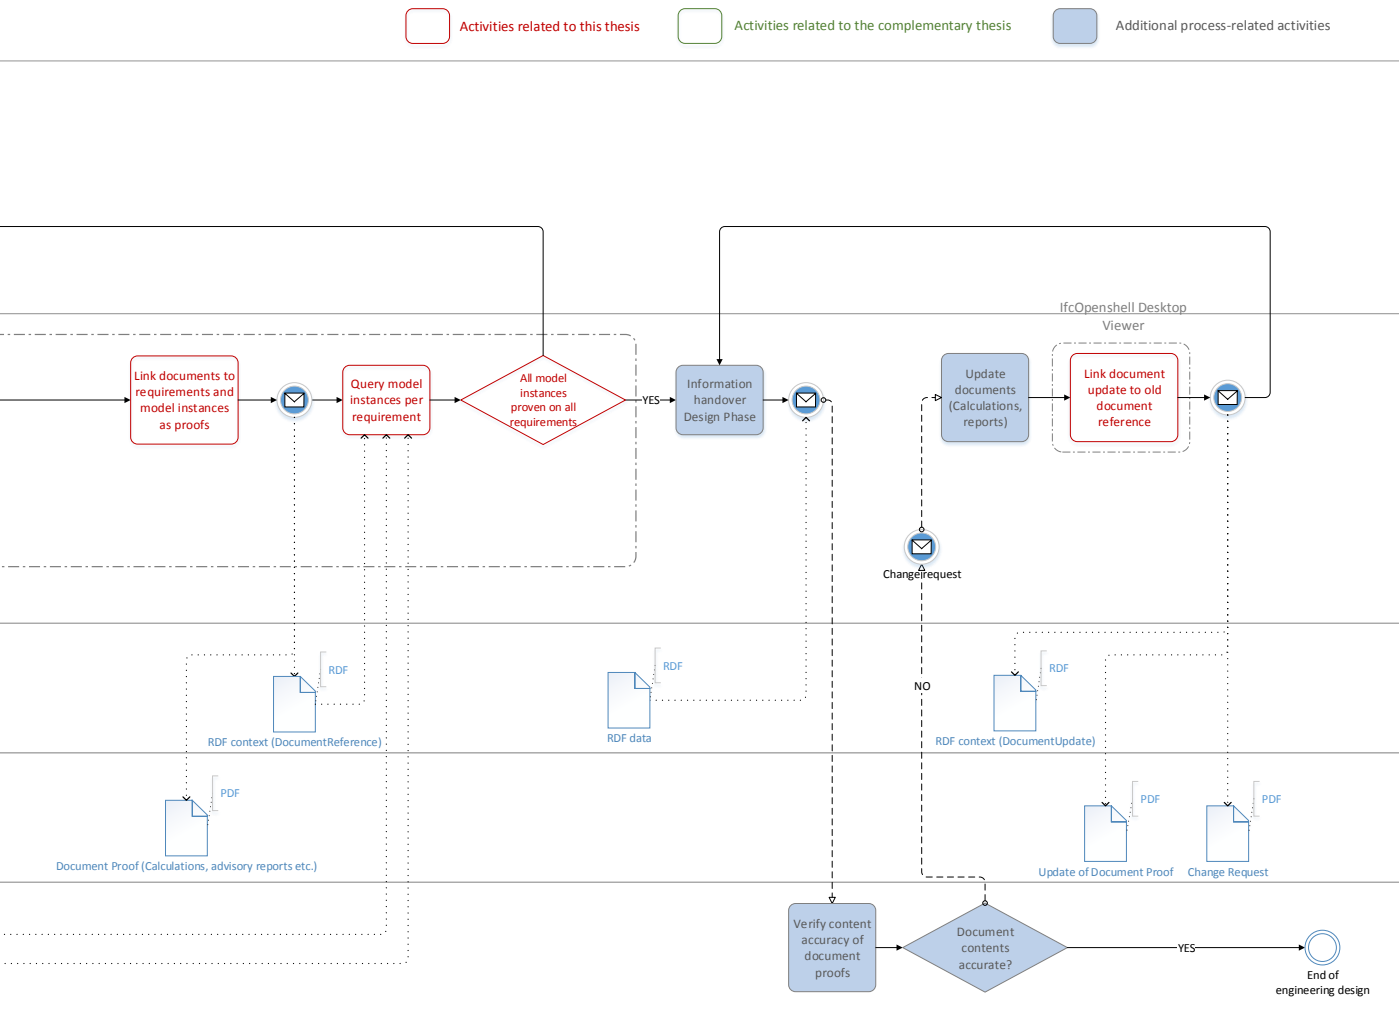 Activities related to this thesis
Activities related to the complementary thesis
Additional process-related activities
IfcOpenshell Desktop
Viewer
Link documents to
requirements and
model instances
as proofs
Query model
instances per
requirement
All model
instances
proven on all
requirements
YES
Information
handover
Design Phase
Update
documents
(Calculations,
reports)
Link document
update to old
document
reference
Change request
NO
RDF
RDF context (DocumentReference)
RDF
RDF data
RDF
RDF context (DocumentUpdate)
PDF
Document Proof (Calculations, advisory reports etc.)
PDF
Update of Document Proof
PDF
Change Request
Verify content
accuracy of
document
proofs
Document
contents
accurate?
YES
End of
engineering design